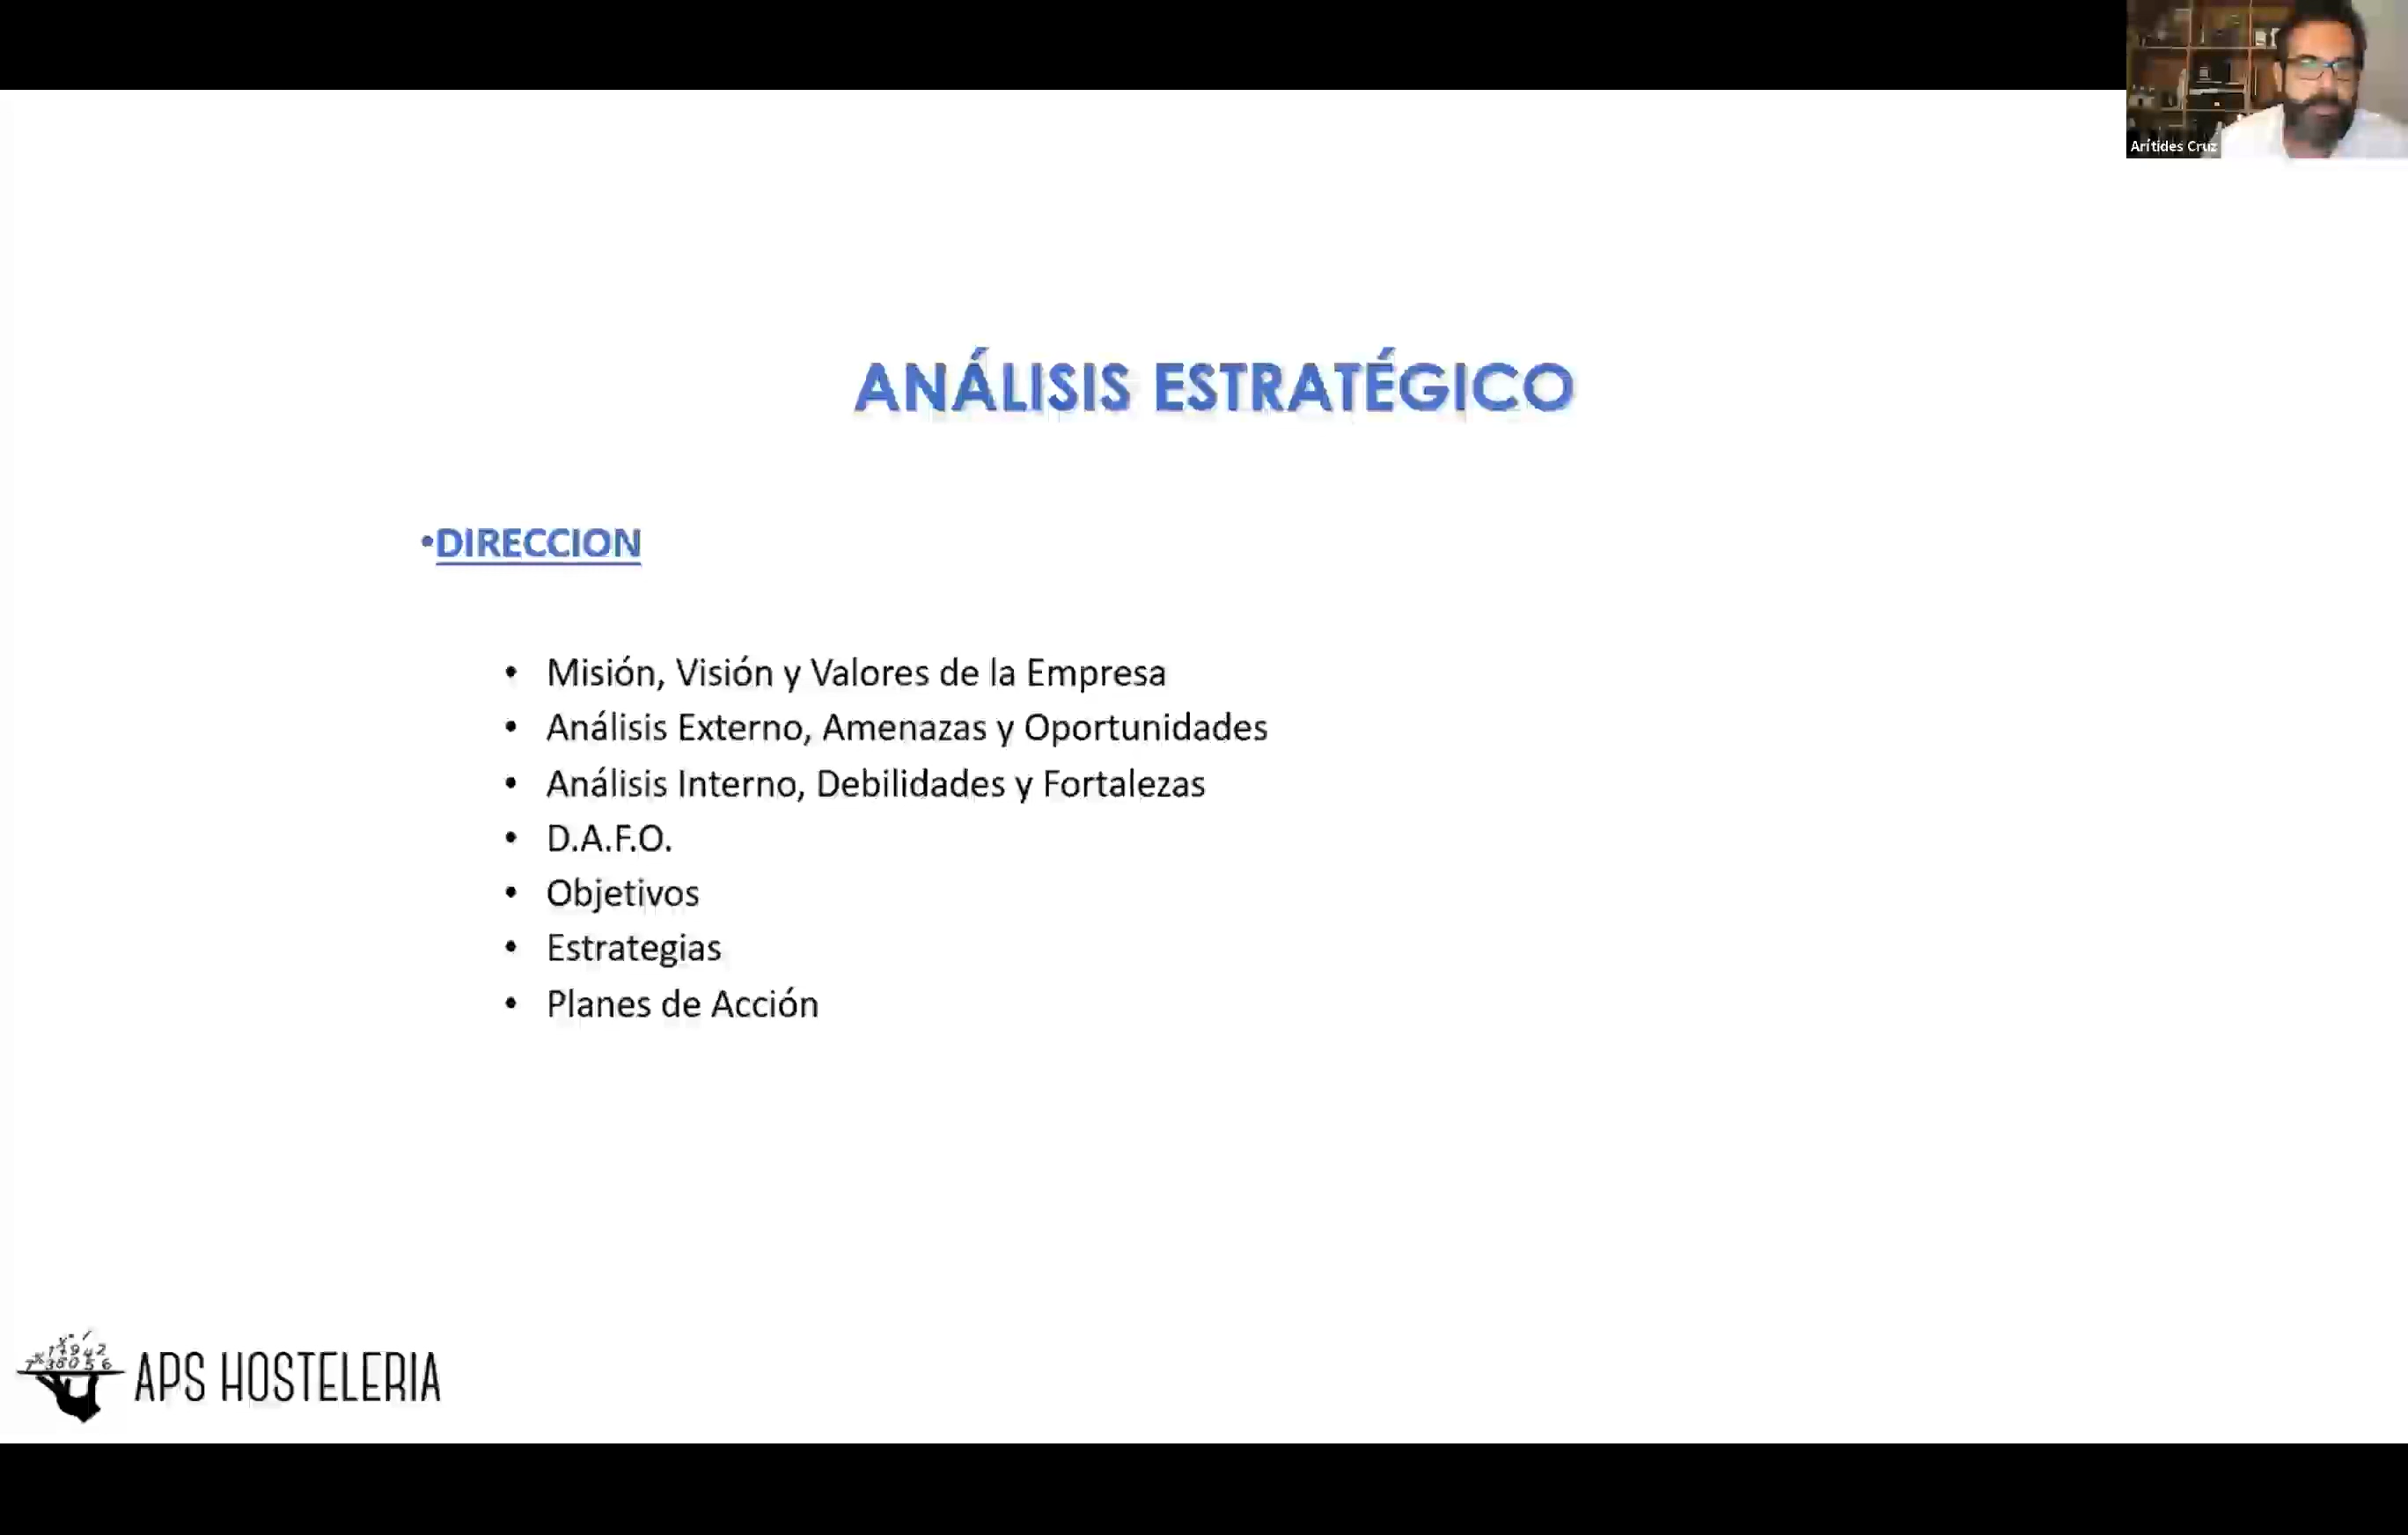 Arítides Cruz
ANÁLISIS ESTRATÉGICO
•DIRECCION
• Misión, Visión y Valores de la Empresa
• Análisis Externo, Amenazas y Oportunidades
• Análisis Interno, Debilidades y Fortalezas
• D.A.F.O.
• Objetivos
• Estrategias
• Planes de Acción
APS HOSTELERIA